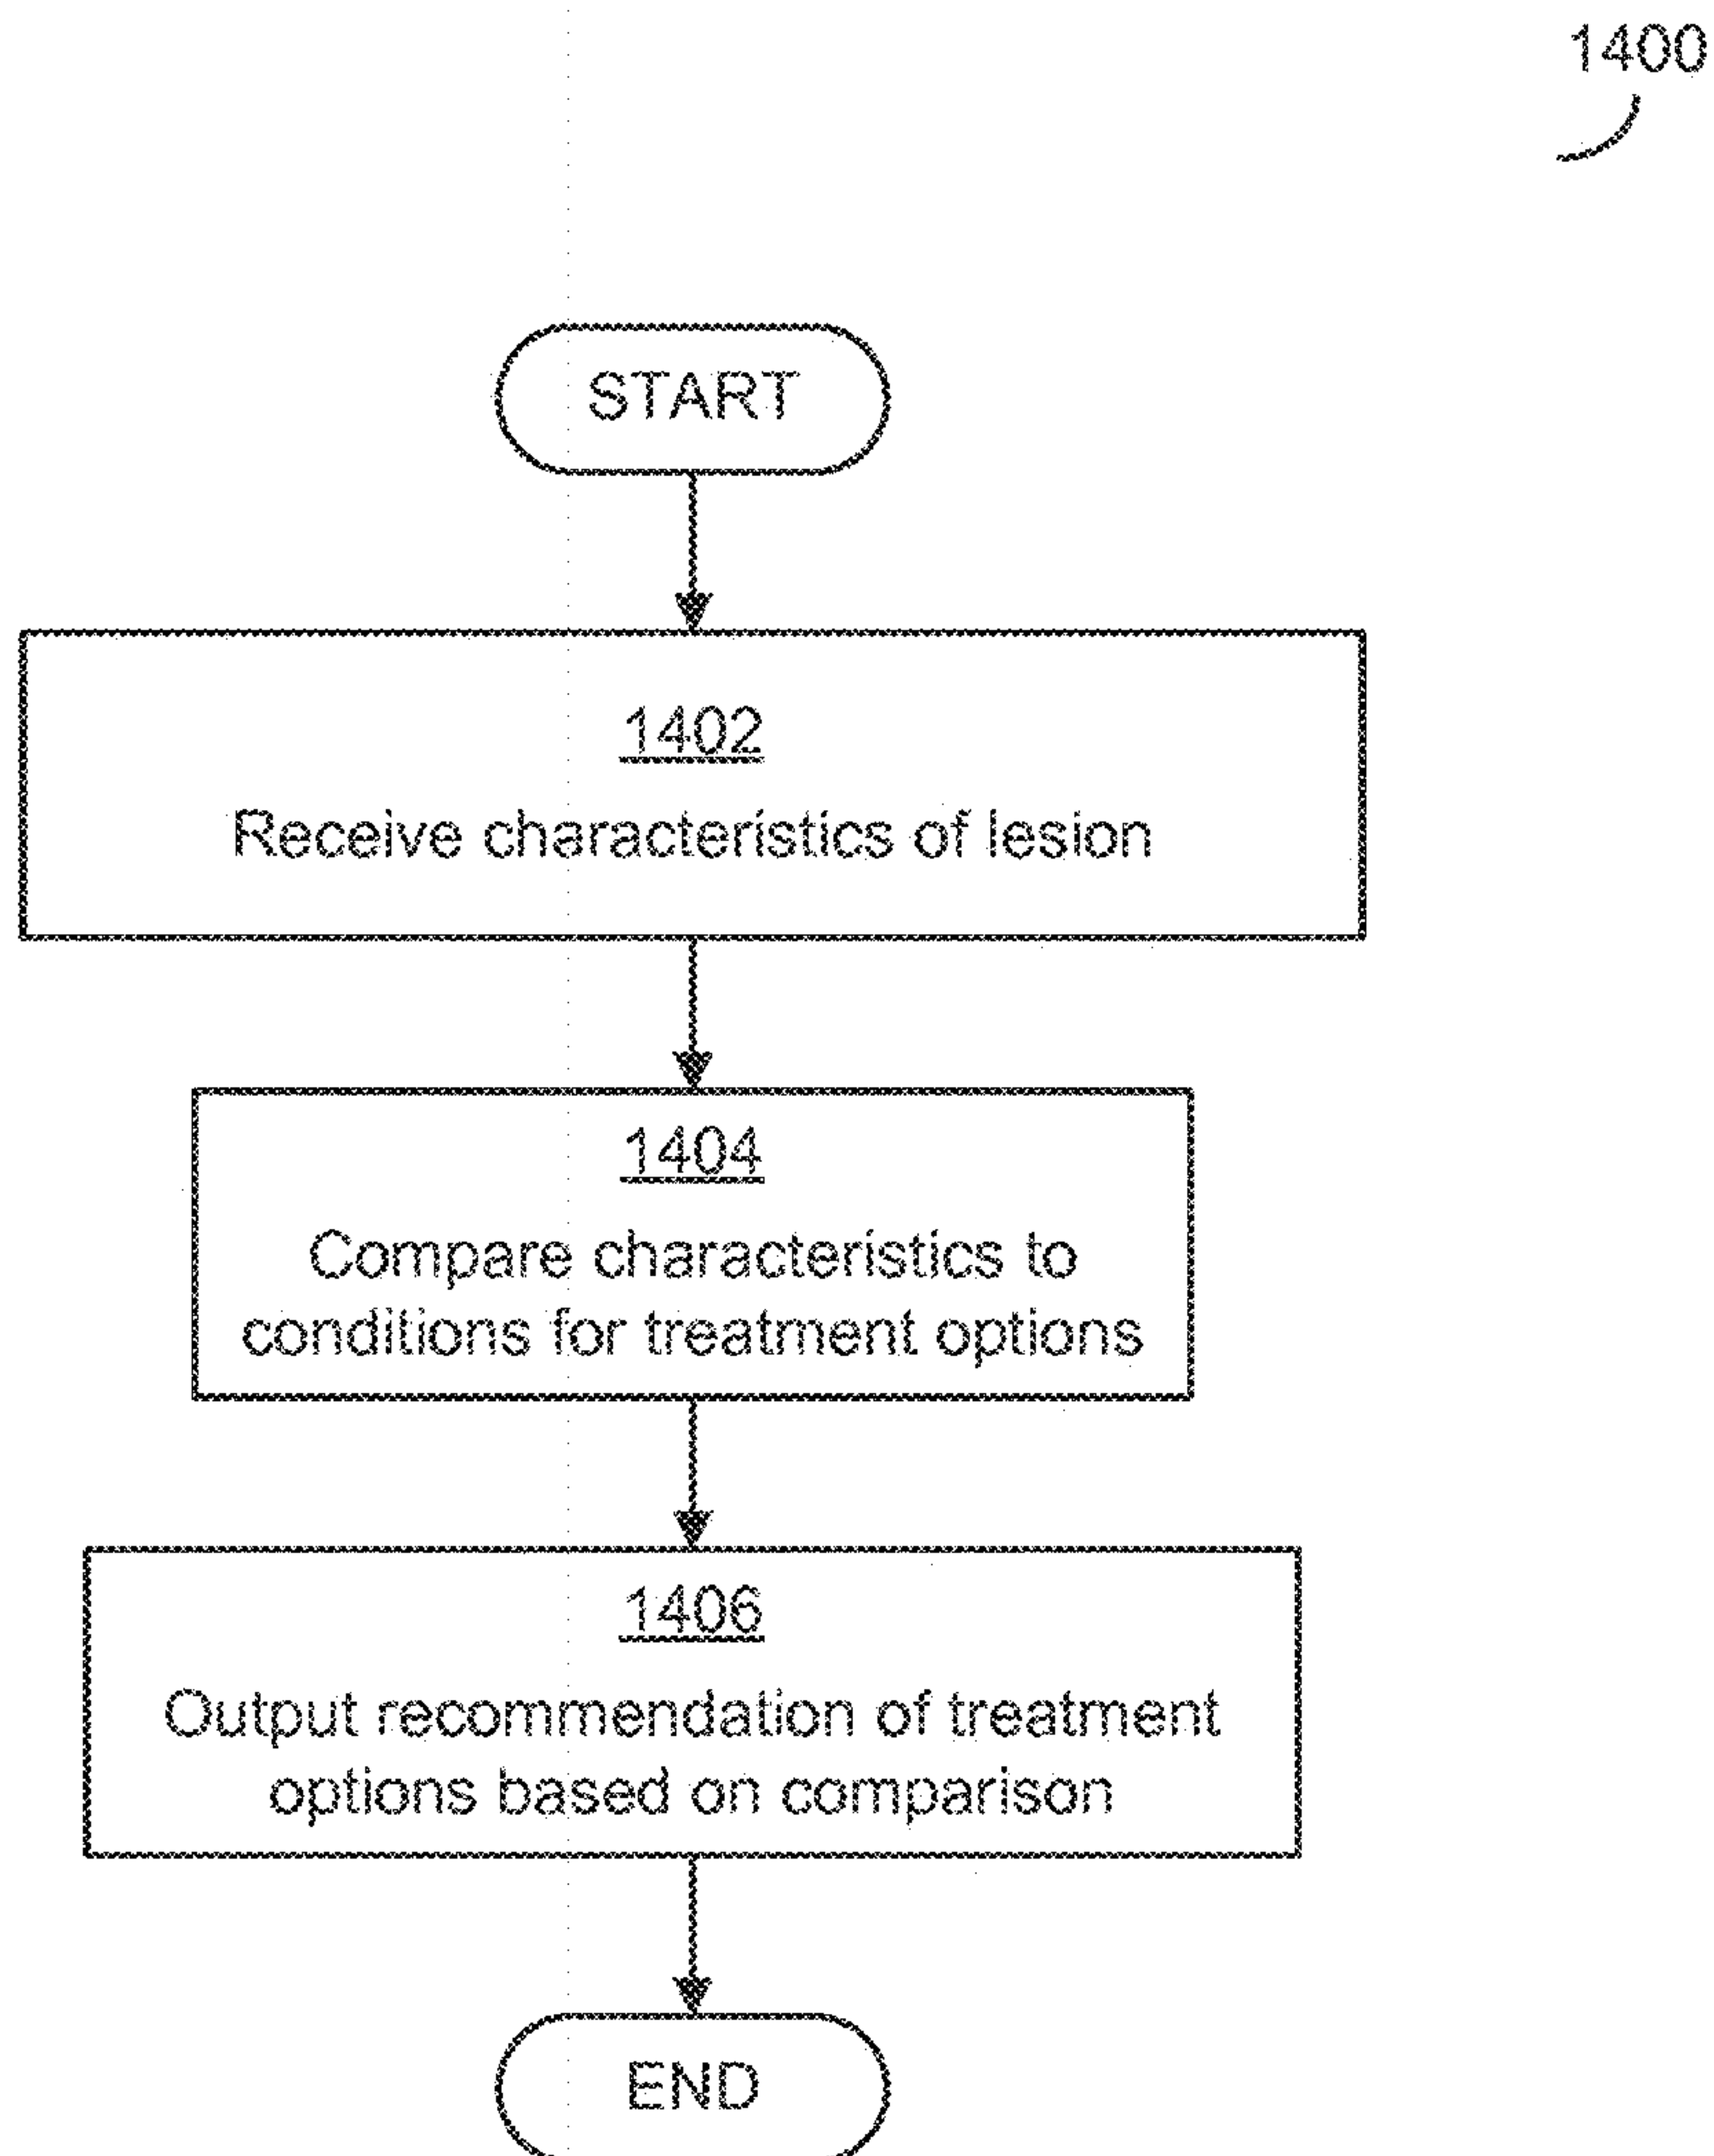 1400
START
1402
Receive characteristics of lesion
1404
Compare characteristics to
conditions for treatment options
1406
Output recommendation of treatment
options based on comparison
END